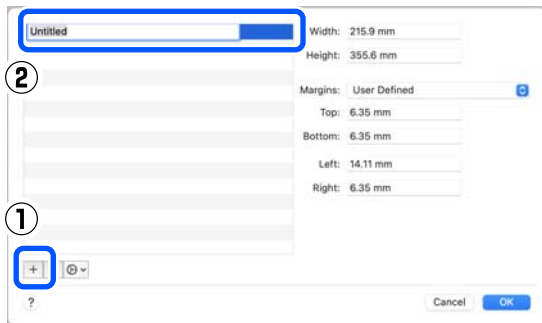 Untitled
Width: 215.9 mm
Height: 355.6 mm
②
Margins: User Defined
Top: 6.35 mm
Bottom: 6.35 mm
Left: 14.11 mm
Right: 6.35 mm
①
+
?
Cancel OK